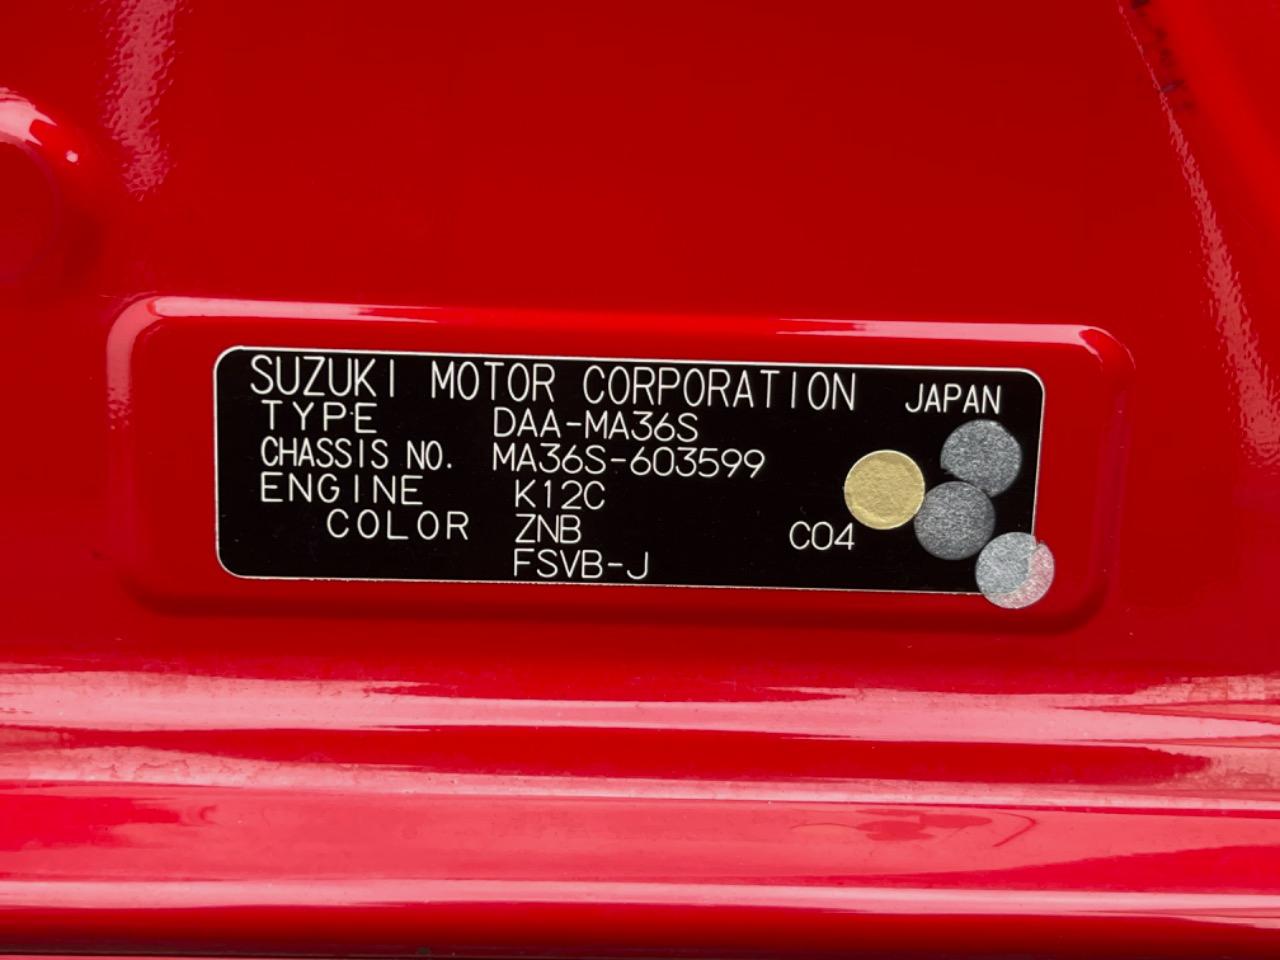 SUZUKI MOTOR CORPORATION JAPAN
TYPE DAA-MA36S
CHASSIS NO. MA36S-603599
ENGINE K12C
COLOR ZNB C04
FSVB-J